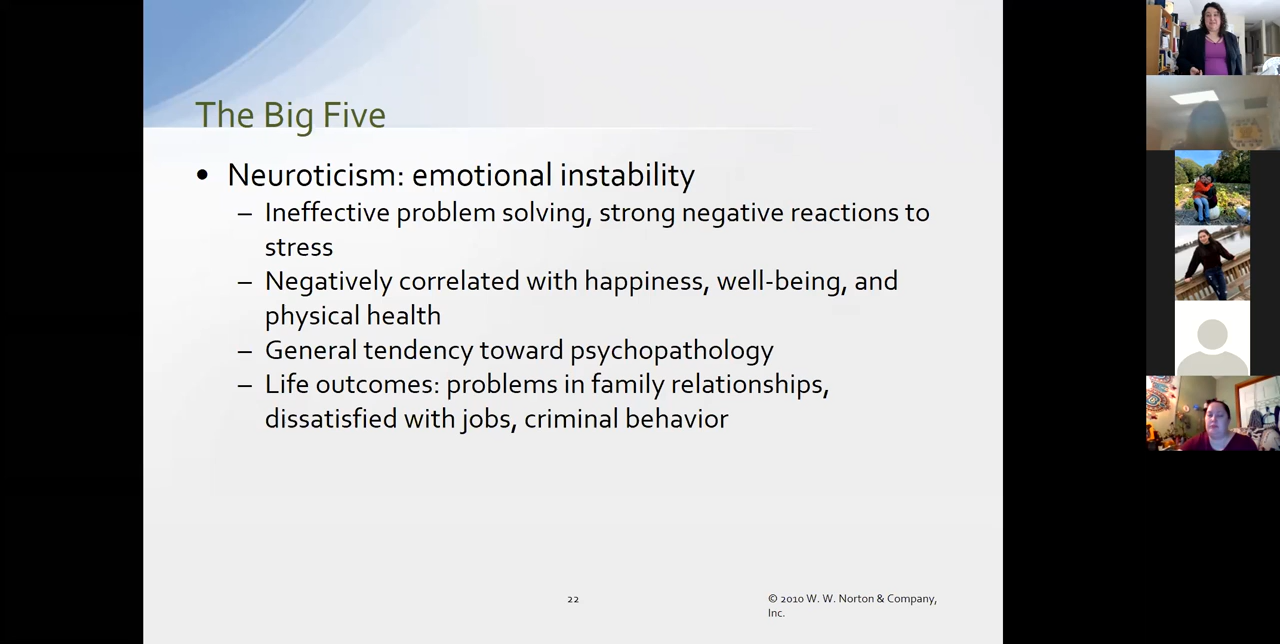 The Big Five
• Neuroticism: emotional instability
– Ineffective problem solving, strong negative reactions to
stress
– Negatively correlated with happiness, well-being, and
physical health
– General tendency toward psychopathology
– Life outcomes: problems in family relationships,
dissatisfied with jobs, criminal behavior
22
© 2010 W. W. Norton & Company,
Inc.